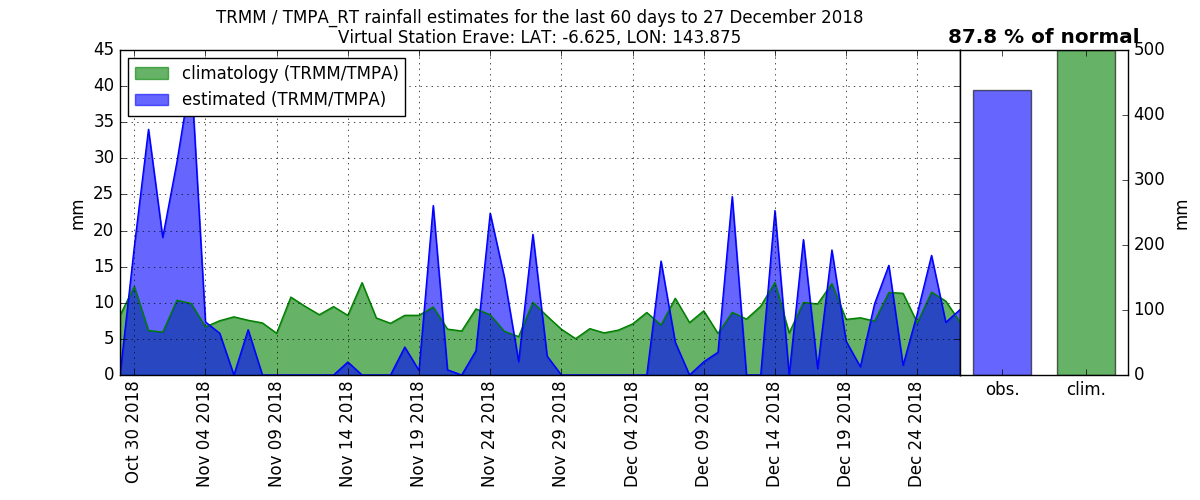 TRMM / TMPA_RT rainfall estimates for the last 60 days to 27 December 2018
Virtual Station Erave: LAT: -6.625, LON: 143.875
87.8 % of normal
climatology (TRMM/TMPA)
estimated (TRMM/TMPA)
mm
45
40
35
30
25
20
15
10
5
0
Oct 30 2018
Nov 04 2018
Nov 09 2018
Nov 14 2018
Nov 19 2018
Nov 24 2018
Nov 29 2018
Dec 04 2018
Dec 09 2018
Dec 14 2018
Dec 19 2018
Dec 24 2018
obs.
clim.
500
400
300
200
100
0
mm